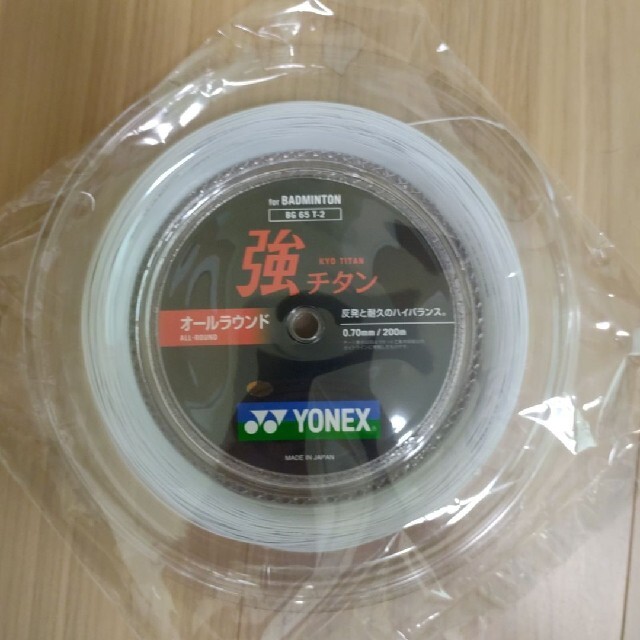 for BADMINTON
BG 65 T-2
強チタン
KYO TITAN
オールラウンド
ALL-ROUND
反発と耐久のハイバランス。
0.70mm / 200m
YONEX®
MADE IN JAPAN